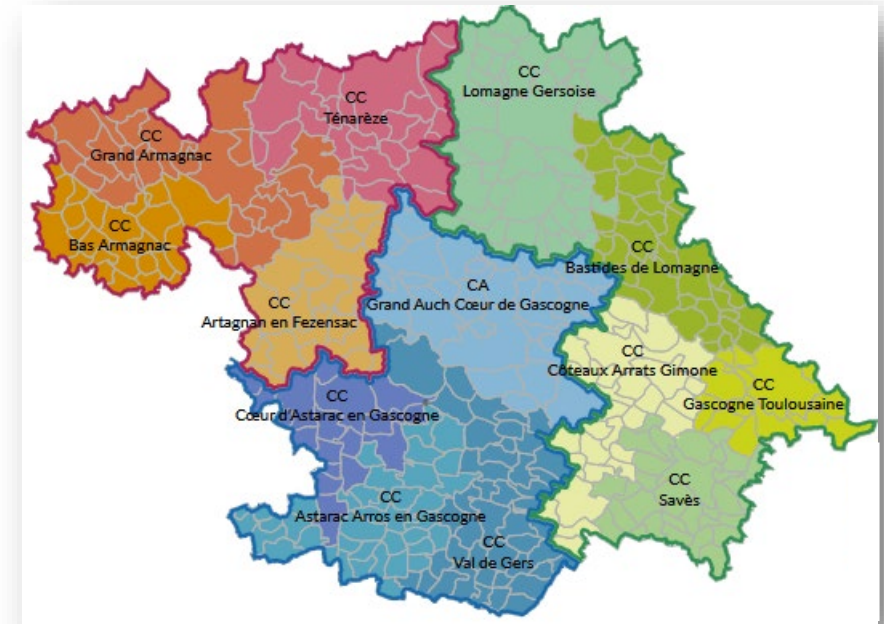 CC
Lomagne Gersoise
CC
Ténarèze
CC
Grand Armagnac
CC
Bas Armagnac
CC
Bastides de Lomagne
CA
Grand Auch Cœur de Gascogne
CC
Artagnan en Fezensac
CC
Côteaux Arrats Gimone
CC
Gascogne Toulousaine
CC
Cœur d'Astarac en Gascogne
CC
Savès
CC
Astarac Arros en Gascogne
CC
Val de Gers